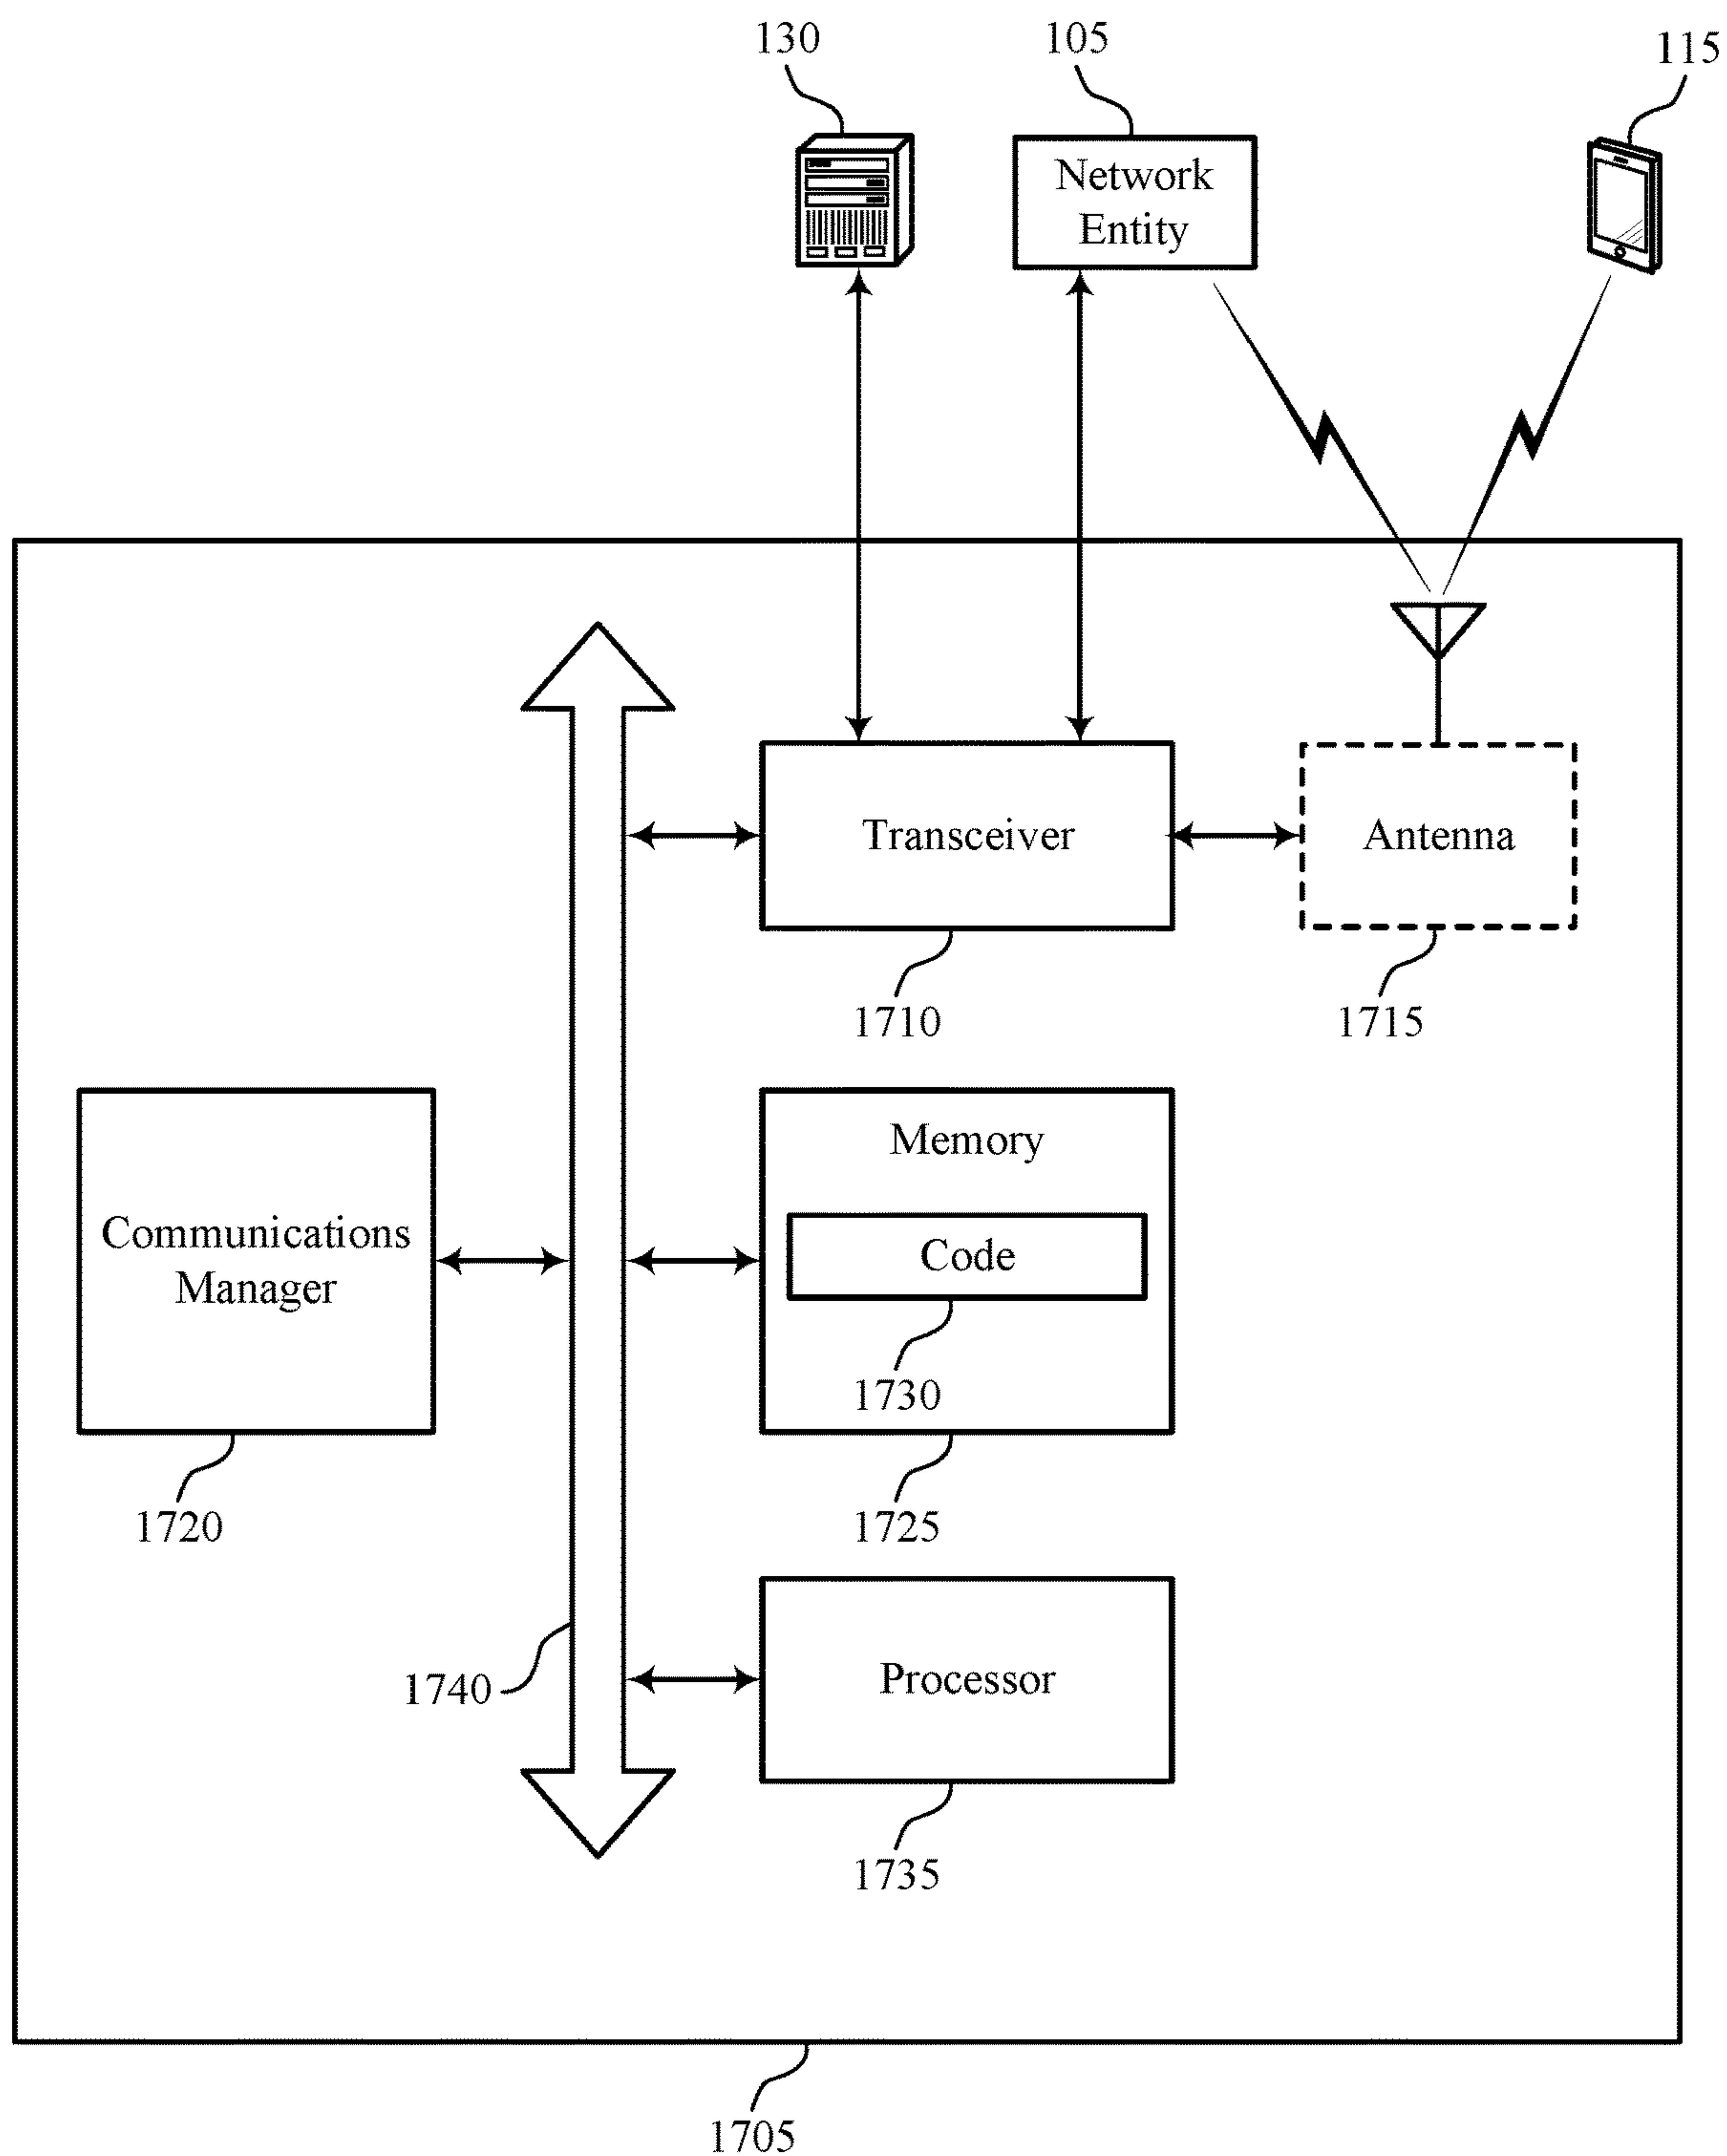 130
105
115
Network
Entity
Transceiver
Antenna
1710
1715
Communications
Manager
Memory
Code
1730
1720
1725
1740
Processor
1735
1705